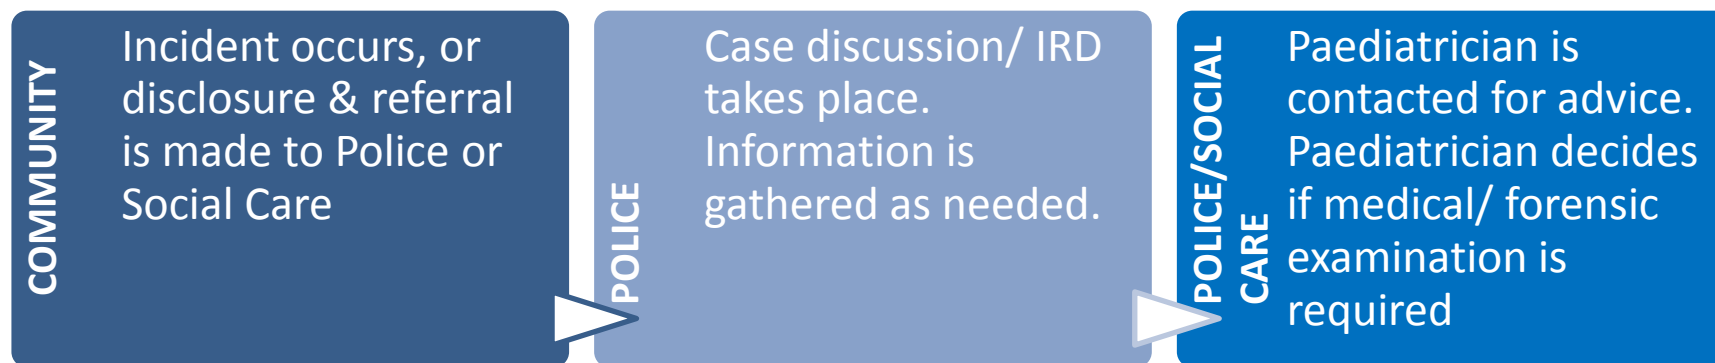 COMMUNITY
Incident occurs, or
disclosure & referral
is made to Police or
Social Care
POLICE
Case discussion/ IRD
takes place.
Information is
gathered as needed.
POLICE/SOCIAL
CARE
Paediatrician is
contacted for advice.
Paediatrician decides
if medical/ forensic
examination is
required